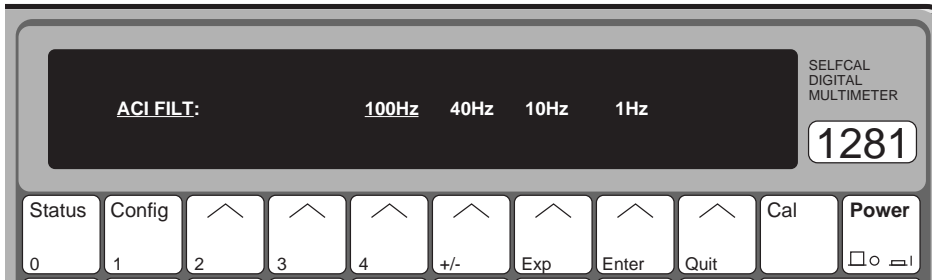 SELFCAL
DIGITAL
MULTIMETER
ACI FILT: 100Hz 40Hz 10Hz 1Hz
1281
Status Config Cal Power
0 1 2 3 4 +/- Exp Enter Quit